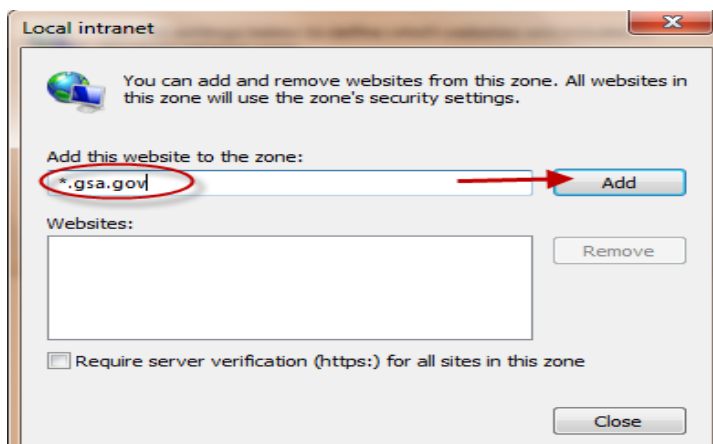 Local intranet
You can add and remove websites from this zone. All websites in
this zone will use the zone's security settings.
Add this website to the zone:
*.gsa.gov
Add
Websites:
Remove
Require server verification (https:) for all sites in this zone
Close